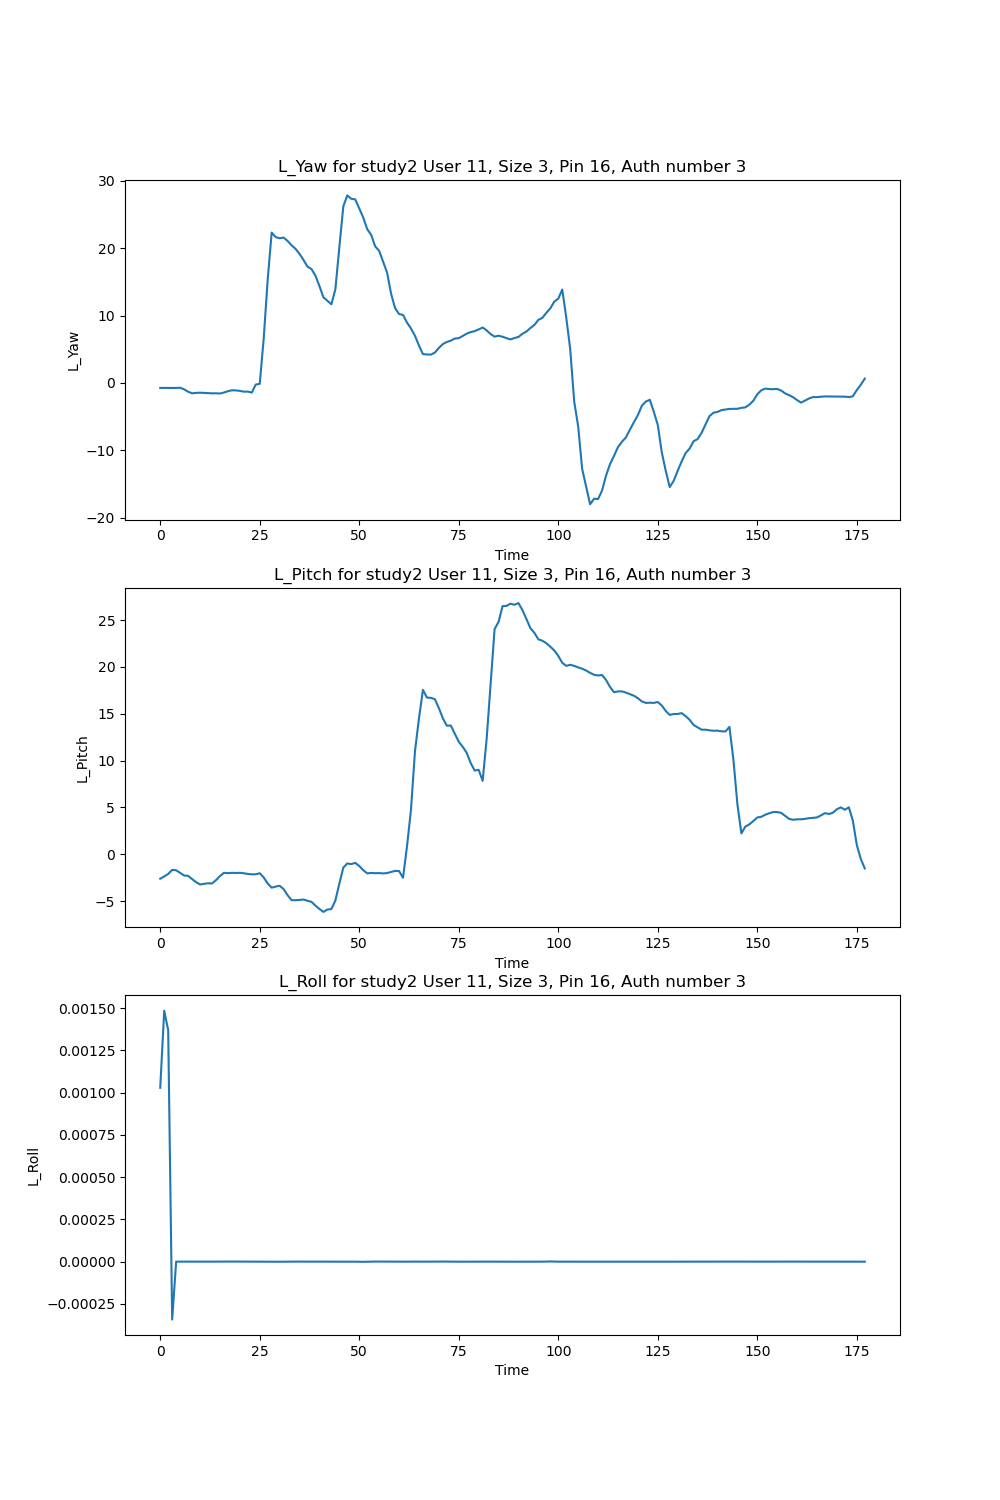 L_Yaw for study2 User 11, Size 3, Pin 16, Auth number 3
30
20
10
0
−10
−20
L_Yaw
0 25 50 75 100 125 150 175
Time
L_Pitch for study2 User 11, Size 3, Pin 16, Auth number 3
25
20
15
10
5
0
−5
L_Pitch
0 25 50 75 100 125 150 175
Time
L_Roll for study2 User 11, Size 3, Pin 16, Auth number 3
0.00150
0.00125
0.00100
0.00075
0.00050
0.00025
0.00000
−0.00025
L_Roll
0 25 50 75 100 125 150 175
Time